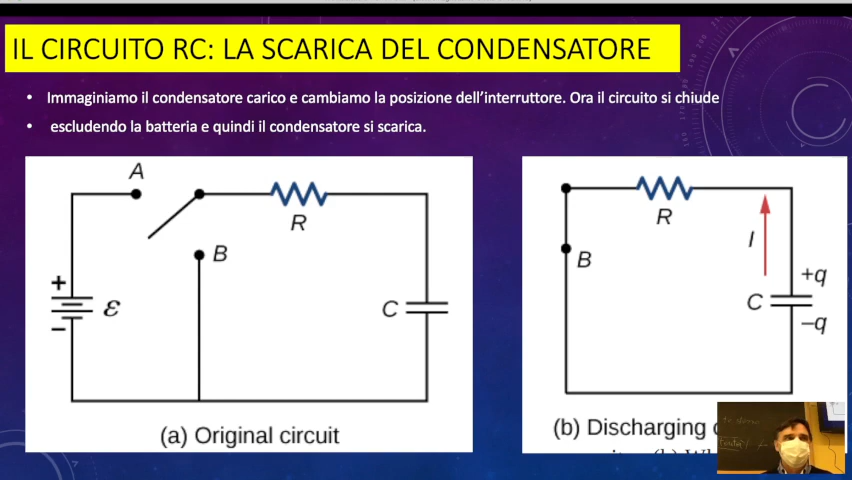 IL CIRCUITO RC: LA SCARICA DEL CONDENSATORE
• Immaginiamo il condensatore carico e cambiamo la posizione dell'interruttore. Ora il circuito si chiude
• escludendo la batteria e quindi il condensatore si scarica.
A
R
B
+
ε
−
C
(a) Original circuit
R
B
I
+q
C
−q
(b) Discharging